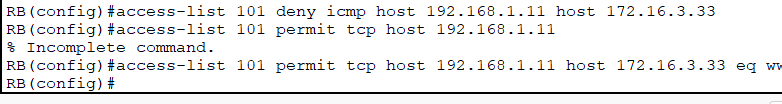 RB(config)#access-list 101 deny icmp host 192.168.1.11 host 172.16.3.33
RB(config)#access-list 101 permit tcp host 192.168.1.11
% Incomplete command.
RB(config)#access-list 101 permit tcp host 192.168.1.11 host 172.16.3.33 eq
RB(config)#